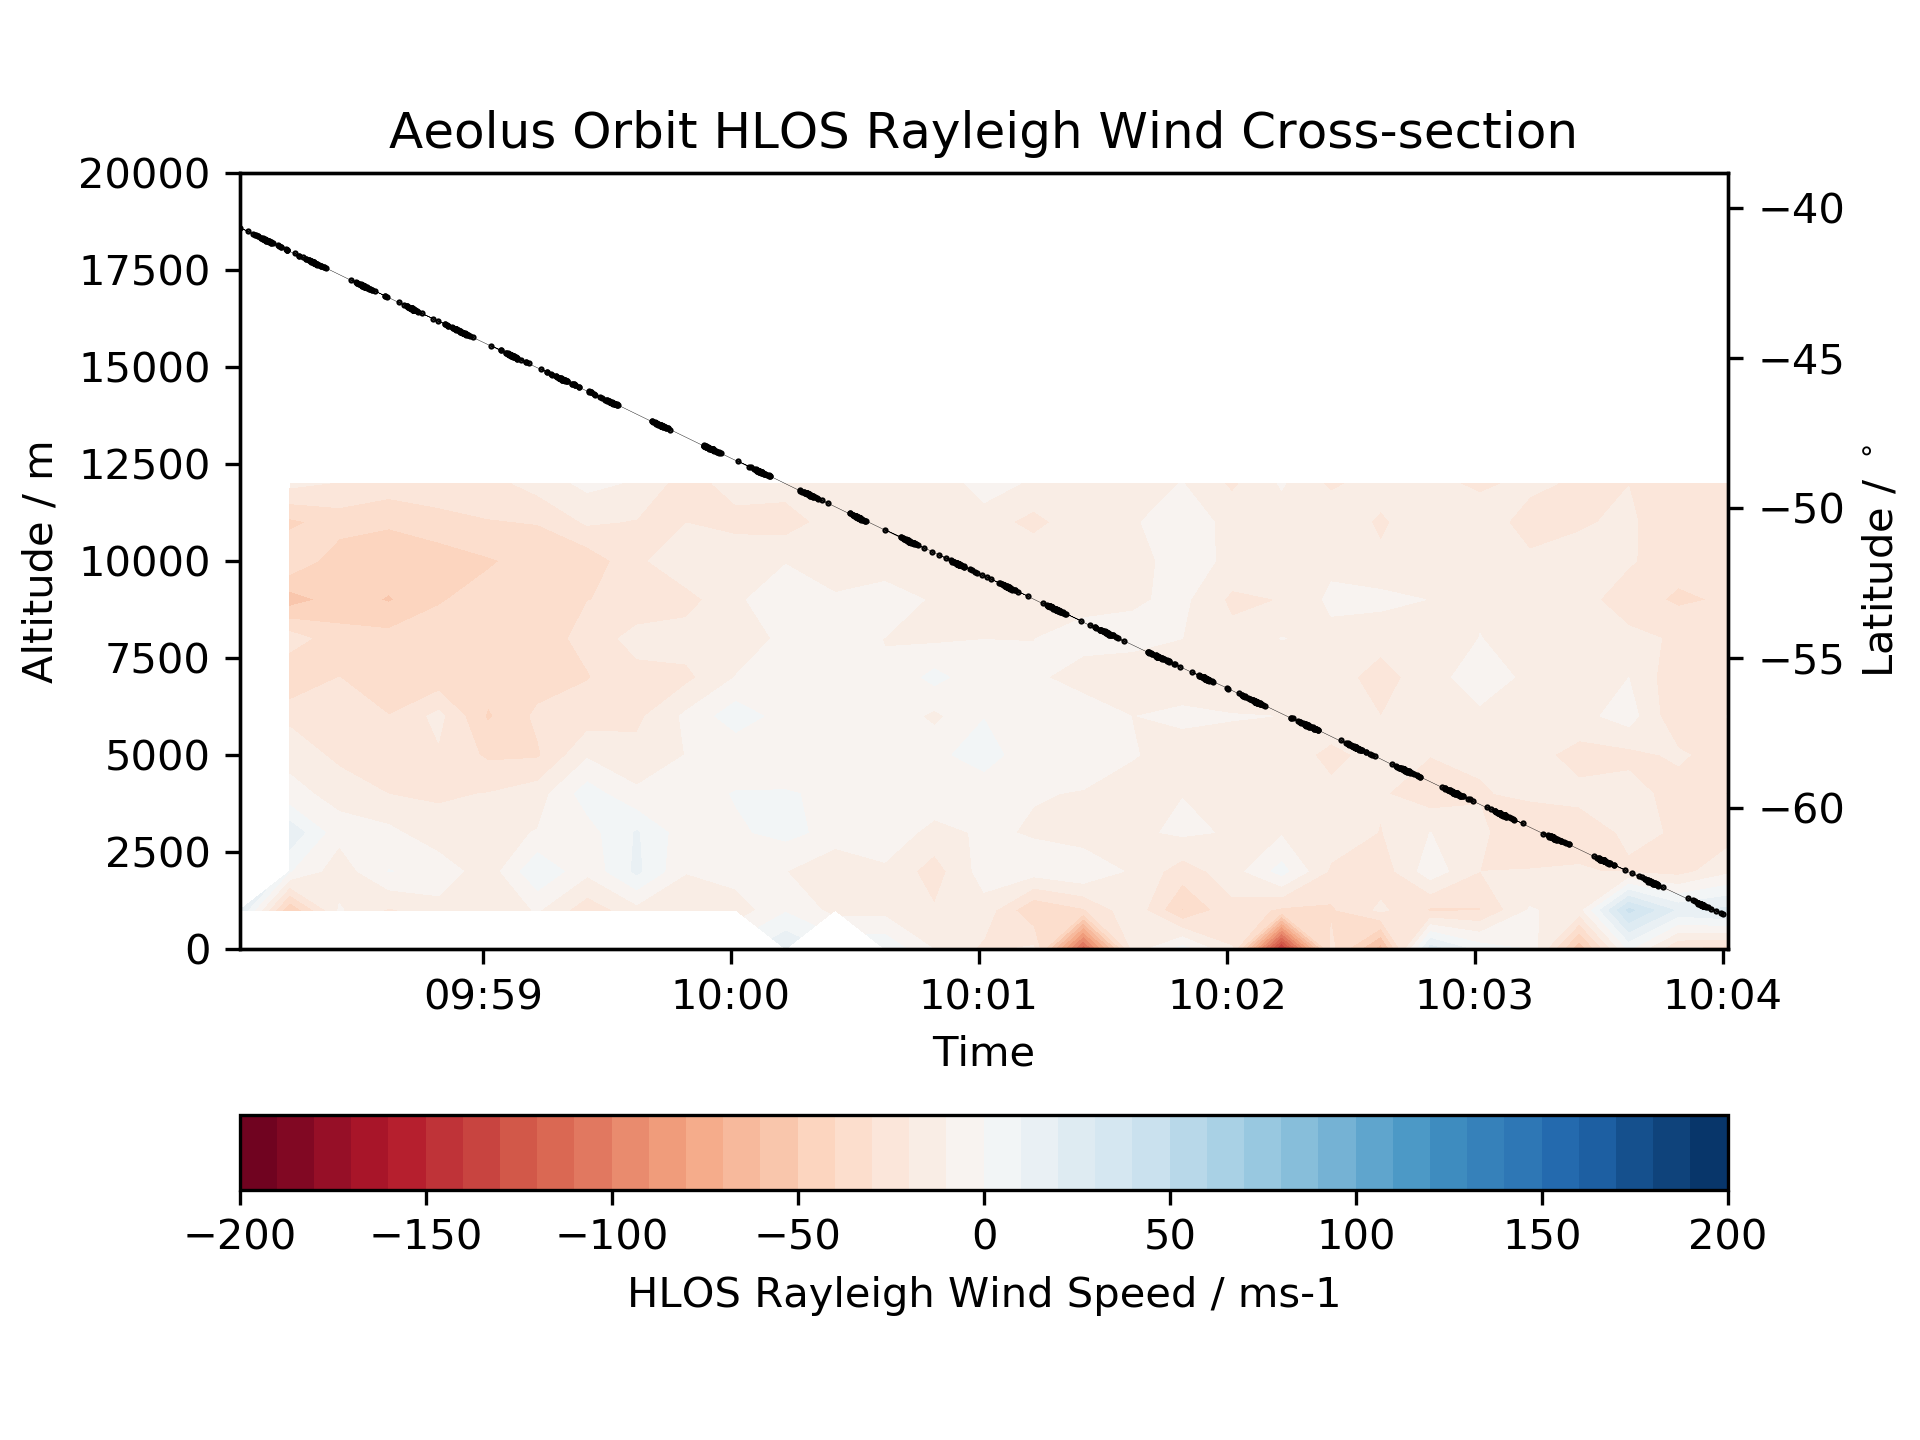 Aeolus Orbit HLOS Rayleigh Wind Cross-section
20000
17500
15000
12500
10000
7500
5000
2500
0
Altitude / m
−40
−45
−50
−55
−60
Latitude / °
09:59 10:00 10:01 10:02 10:03 10:04
Time
−200 −150 −100 −50 0 50 100 150 200
HLOS Rayleigh Wind Speed / ms-1